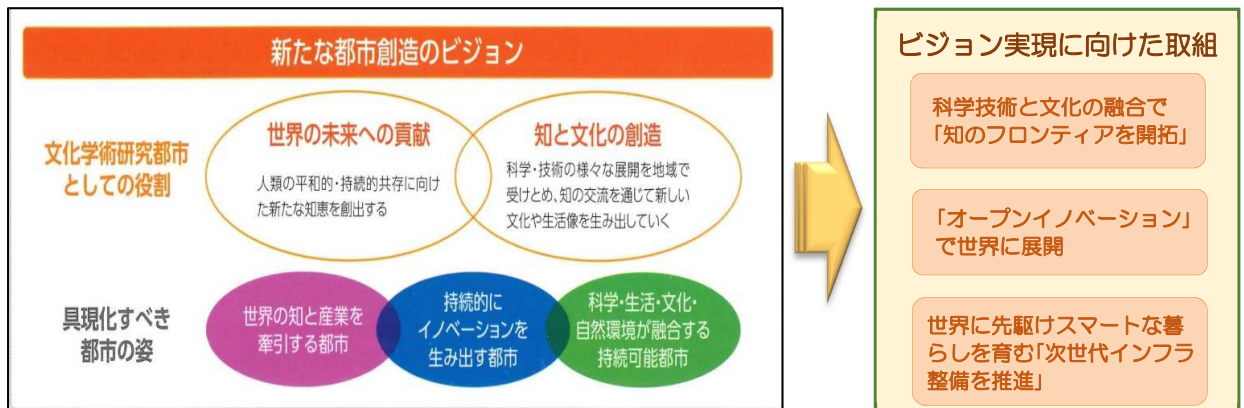 新たな都市創造のビジョン
文化学術研究都市
としての役割
世界の未来への貢献
人類の平和的・持続的共存に向け
た新たな知恵を創出する
知と文化の創造
科学・技術の様々な展開を地域で
受けとめ、知の交流を通じて新しい
文化や生活像を生み出していく
具現化すべき
都市の姿
世界の知と産業を
牽引する都市
持続的に
イノベーションを
生み出す都市
科学・生活・文化・
自然環境が融合する
持続可能都市
ビジョン実現に向けた取組
科学技術と文化の融合で
「知のフロンティアを開拓」
「オープンイノベーション」
で世界に展開
世界に先駆けスマートな暮
らしを育む「次世代インフラ
整備を推進」